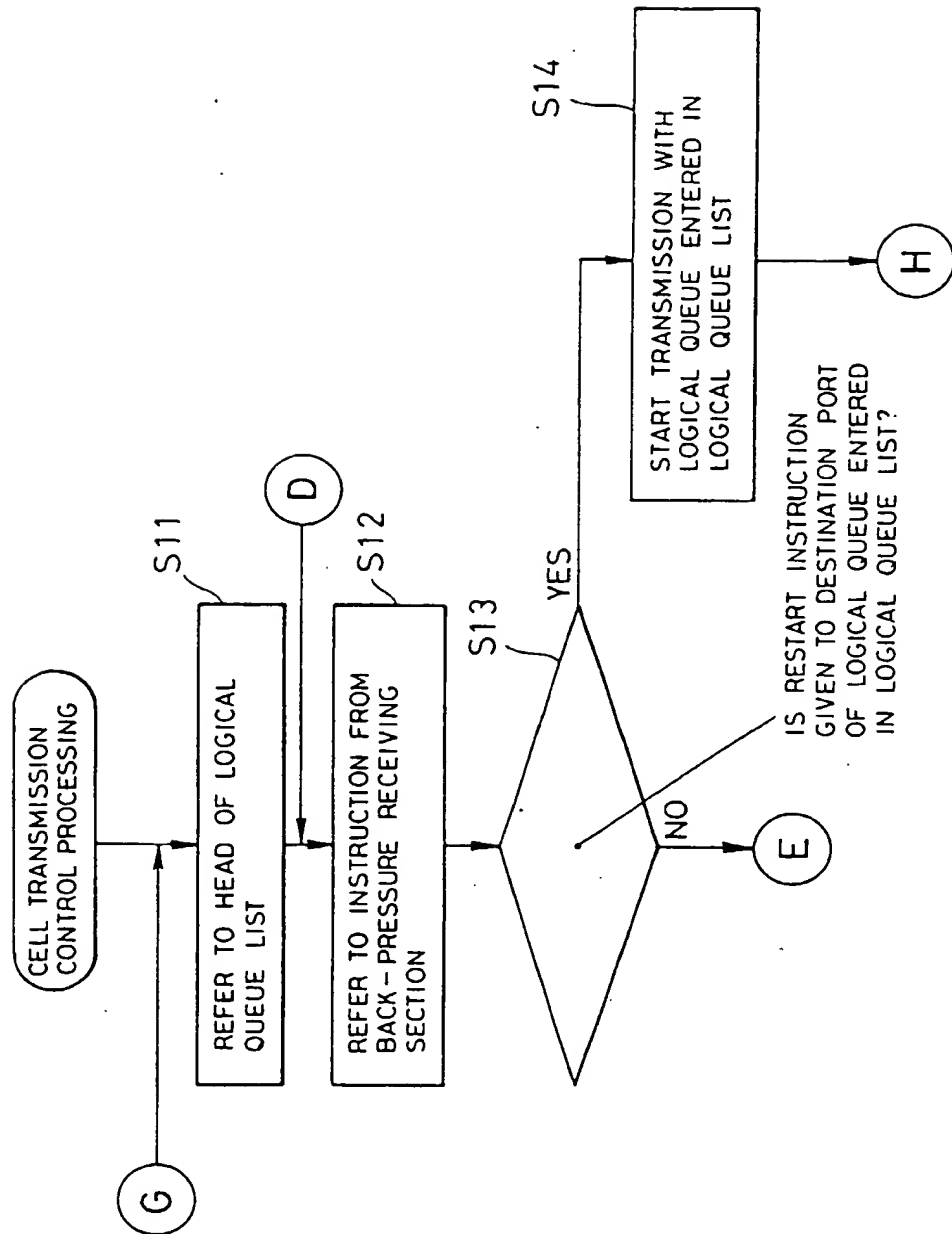 CELL TRANSMISSION
CONTROL PROCESSING
G
S11
REFER TO HEAD OF LOGICAL
QUEUE LIST
D
S12
REFER TO INSTRUCTION FROM
BACK-PRESSURE RECEIVING
SECTION
S13
YES
NO
E
IS RESTART INSTRUCTION
GIVEN TO DESTINATION PORT
OF LOGICAL QUEUE ENTERED
IN LOGICAL QUEUE LIST?
S14
START TRANSMISSION WITH
LOGICAL QUEUE ENTERED IN
LOGICAL QUEUE LIST
H